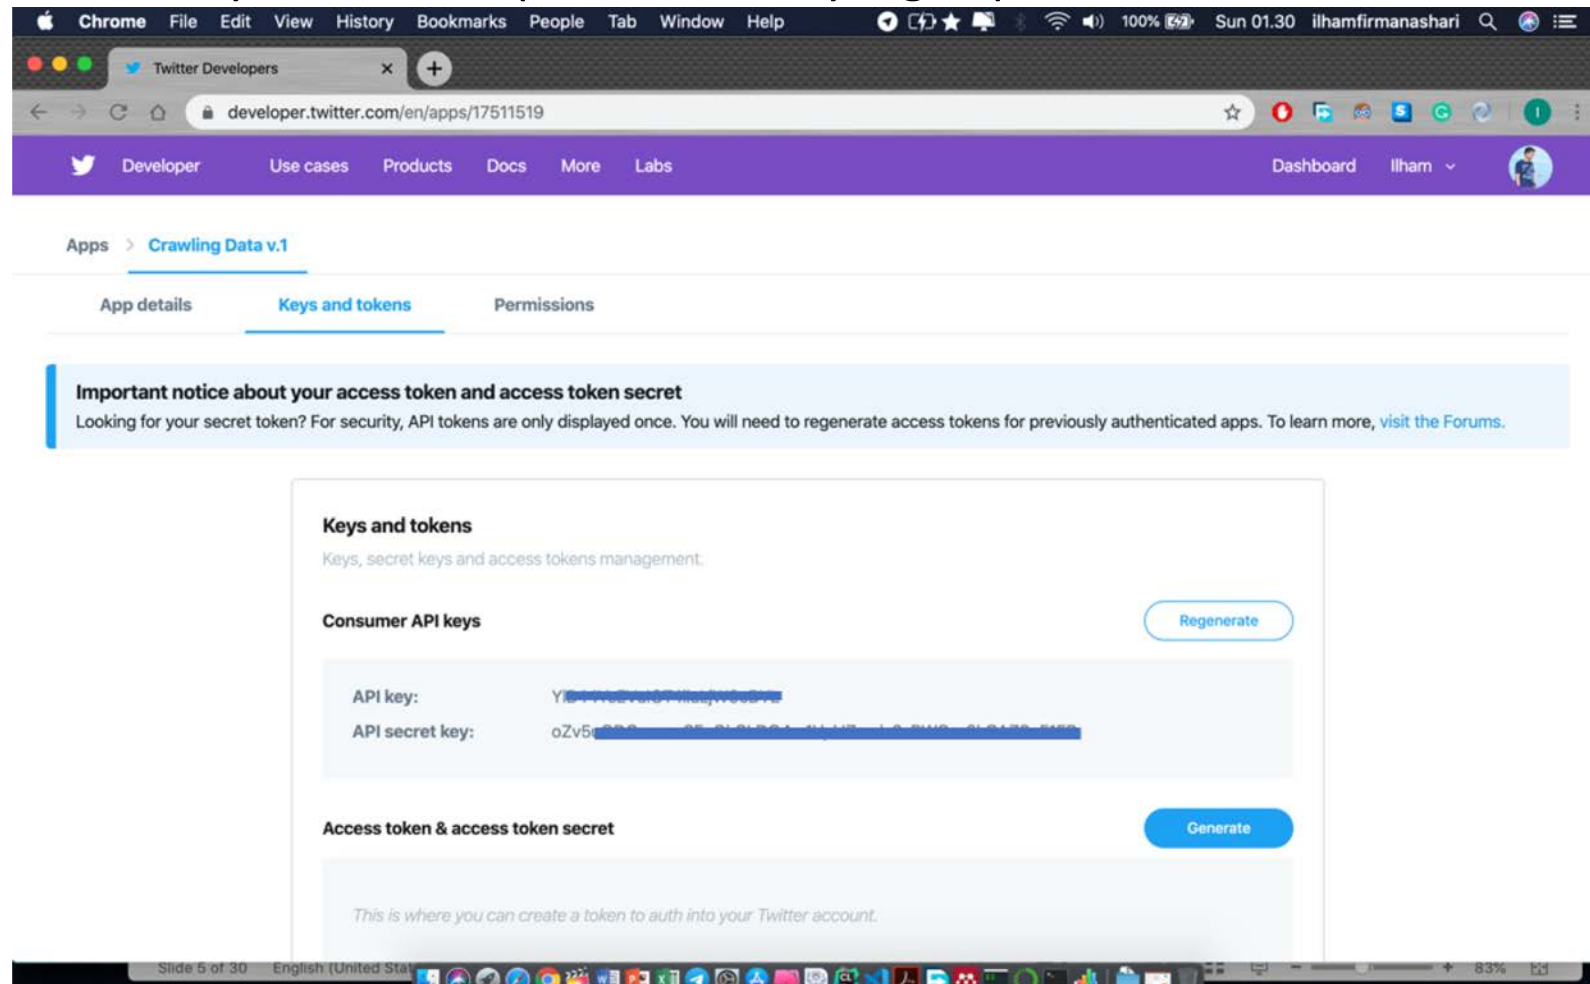 Chrome File Edit View History Bookmarks People Tab Window Help 100% Sun 01.30 ilhamfirmanashari
Twitter Developers
developer.twitter.com/en/apps/17511519
Developer Use cases Products Docs More Labs Dashboard Ilham
Apps > Crawling Data v.1
App details Keys and tokens Permissions
Important notice about your access token and access token secret
Looking for your secret token? For security, API tokens are only displayed once. You will need to regenerate access tokens for previously authenticated apps. To learn more, visit the Forums.
Keys and tokens
Keys, secret keys and access tokens management.
Consumer API keys Regenerate
API key:
API secret key:
Access token & access token secret Generate
This is where you can create a token to auth into your Twitter account.
Slide 5 of 30 English (United 83%